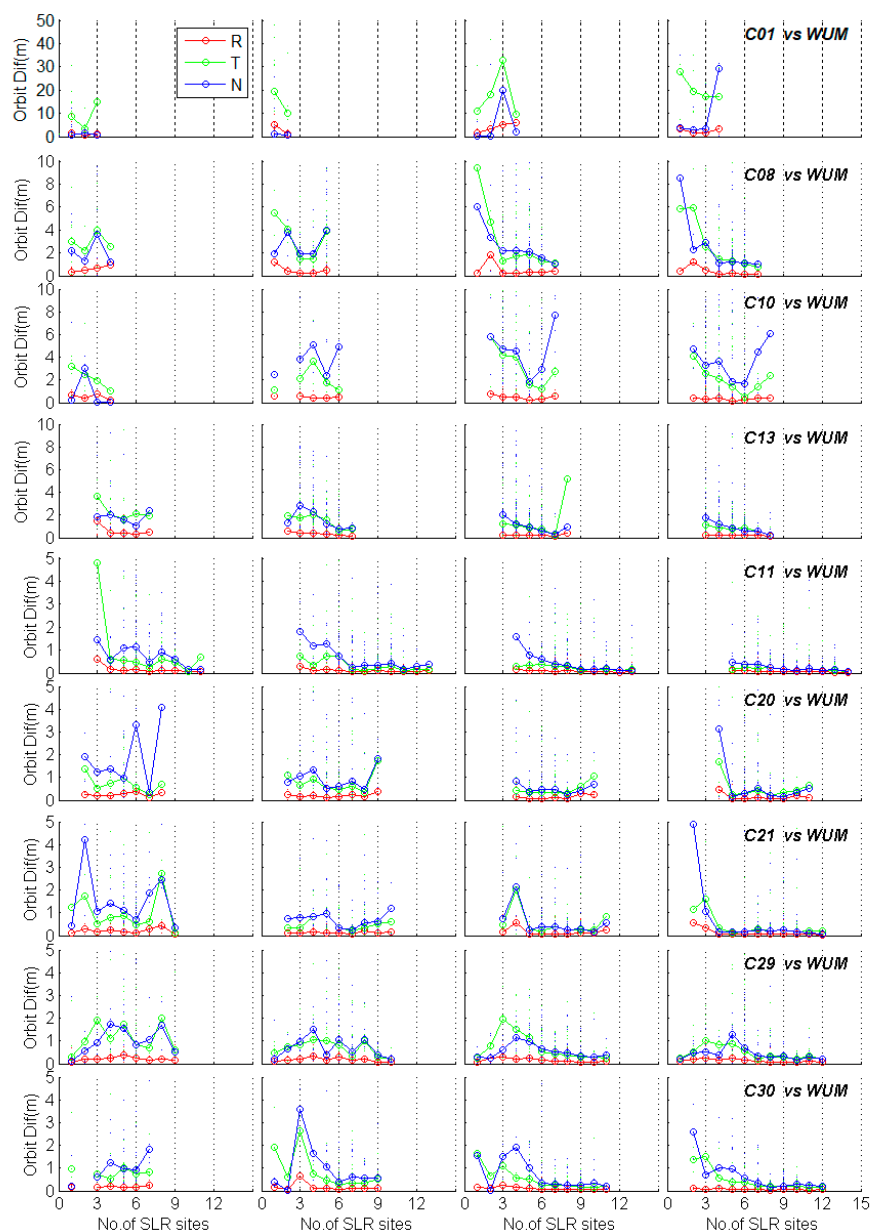 50
40
30
20
10
0
Orbit Dif(m)
R
T
N
C01 vs WUM
10
8
6
4
2
0
Orbit Dif(m)
C08 vs WUM
10
8
6
4
2
0
Orbit Dif(m)
C10 vs WUM
10
8
6
4
2
0
Orbit Dif(m)
C13 vs WUM
5
4
3
2
1
0
Orbit Dif(m)
C11 vs WUM
5
4
3
2
1
0
Orbit Dif(m)
C20 vs WUM
5
4
3
2
1
0
Orbit Dif(m)
C21 vs WUM
5
4
3
2
1
0
Orbit Dif(m)
C29 vs WUM
5
4
3
2
1
0
Orbit Dif(m)
C30 vs WUM
0 3 6 9 12 0 3 6 9 12 0 3 6 9 12 0 3 6 9 12 15
No.of SLR sites No.of SLR sites No.of SLR sites No.of SLR sites